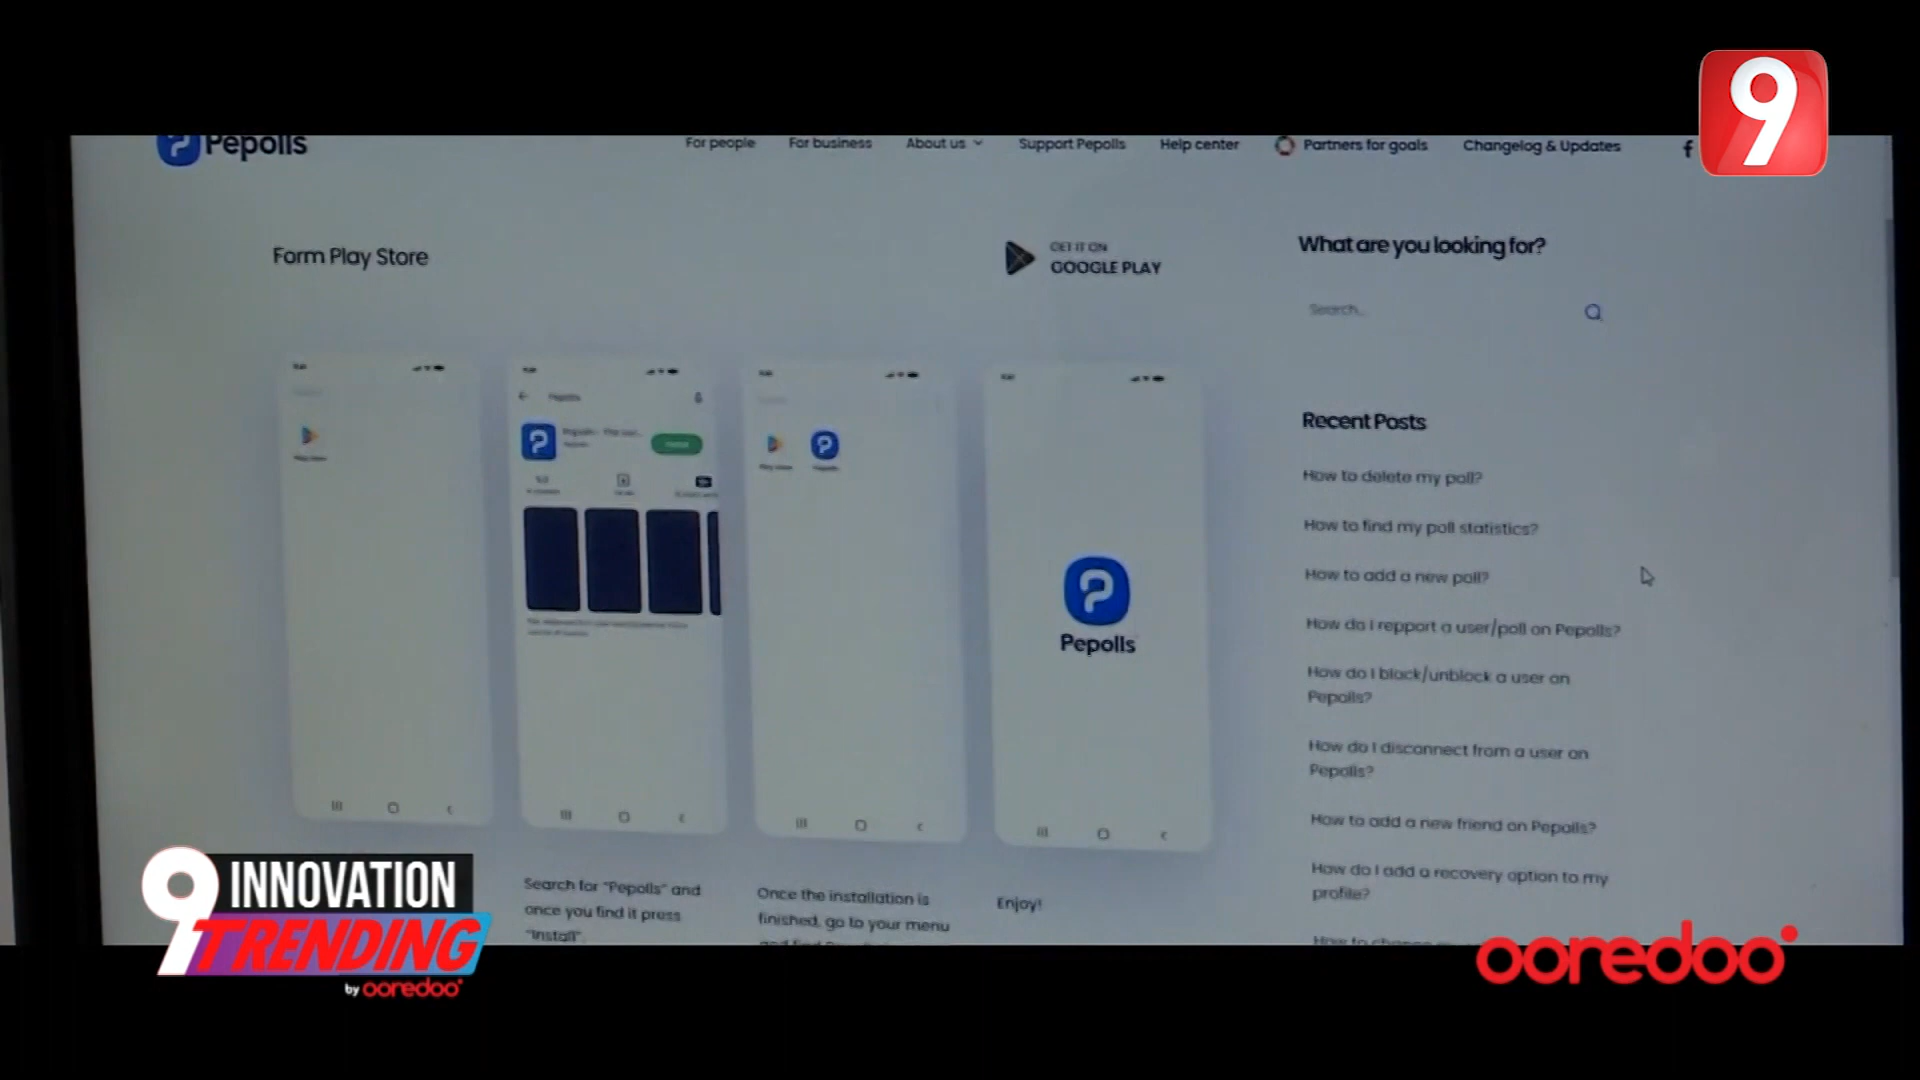 9
Pepolls
For people
For business
About us
Support Pepolls
Help center
Partners for goals
Changelog & Updates
f
Form Play Store
GET IT ON
GOOGLE PLAY
What are you looking for?
Search...
Recent Posts
How to delete my poll?
How to find my poll statistics?
How to add a new poll?
How do I repport a user/poll on Pepolls?
How do I block/unblock a user on
Pepolls?
How do I disconnect from a user on
Pepolls?
How to add a new friend on Pepolls?
How do I add a recovery option to my
profile?
Pepolls
Pepolls
Search for "Pepolls" and
once you find it press
"Install".
Once the installation is
finished, go to your menu
Enjoy!
9 INNOVATION
TRENDING
by ooredoo
ooredoo